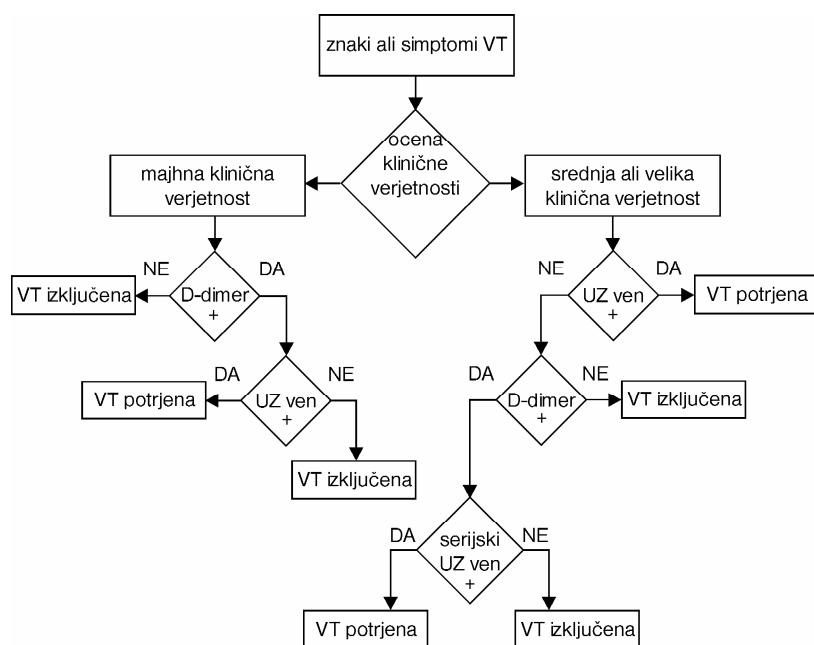 znaki ali simptomi VT
ocena
klinične
verjetnosti
majhna klinična
verjetnost
srednja ali velika
klinična verjetnost
NE
DA
D-dimer
+
VT izključena
NE
DA
UZ ven
+
VT potrjena
DA
NE
UZ ven
+
VT potrjena
VT izključena
DA
NE
D-dimer
+
VT izključena
DA
NE
serijski
UZ ven
+
VT potrjena
VT izključena